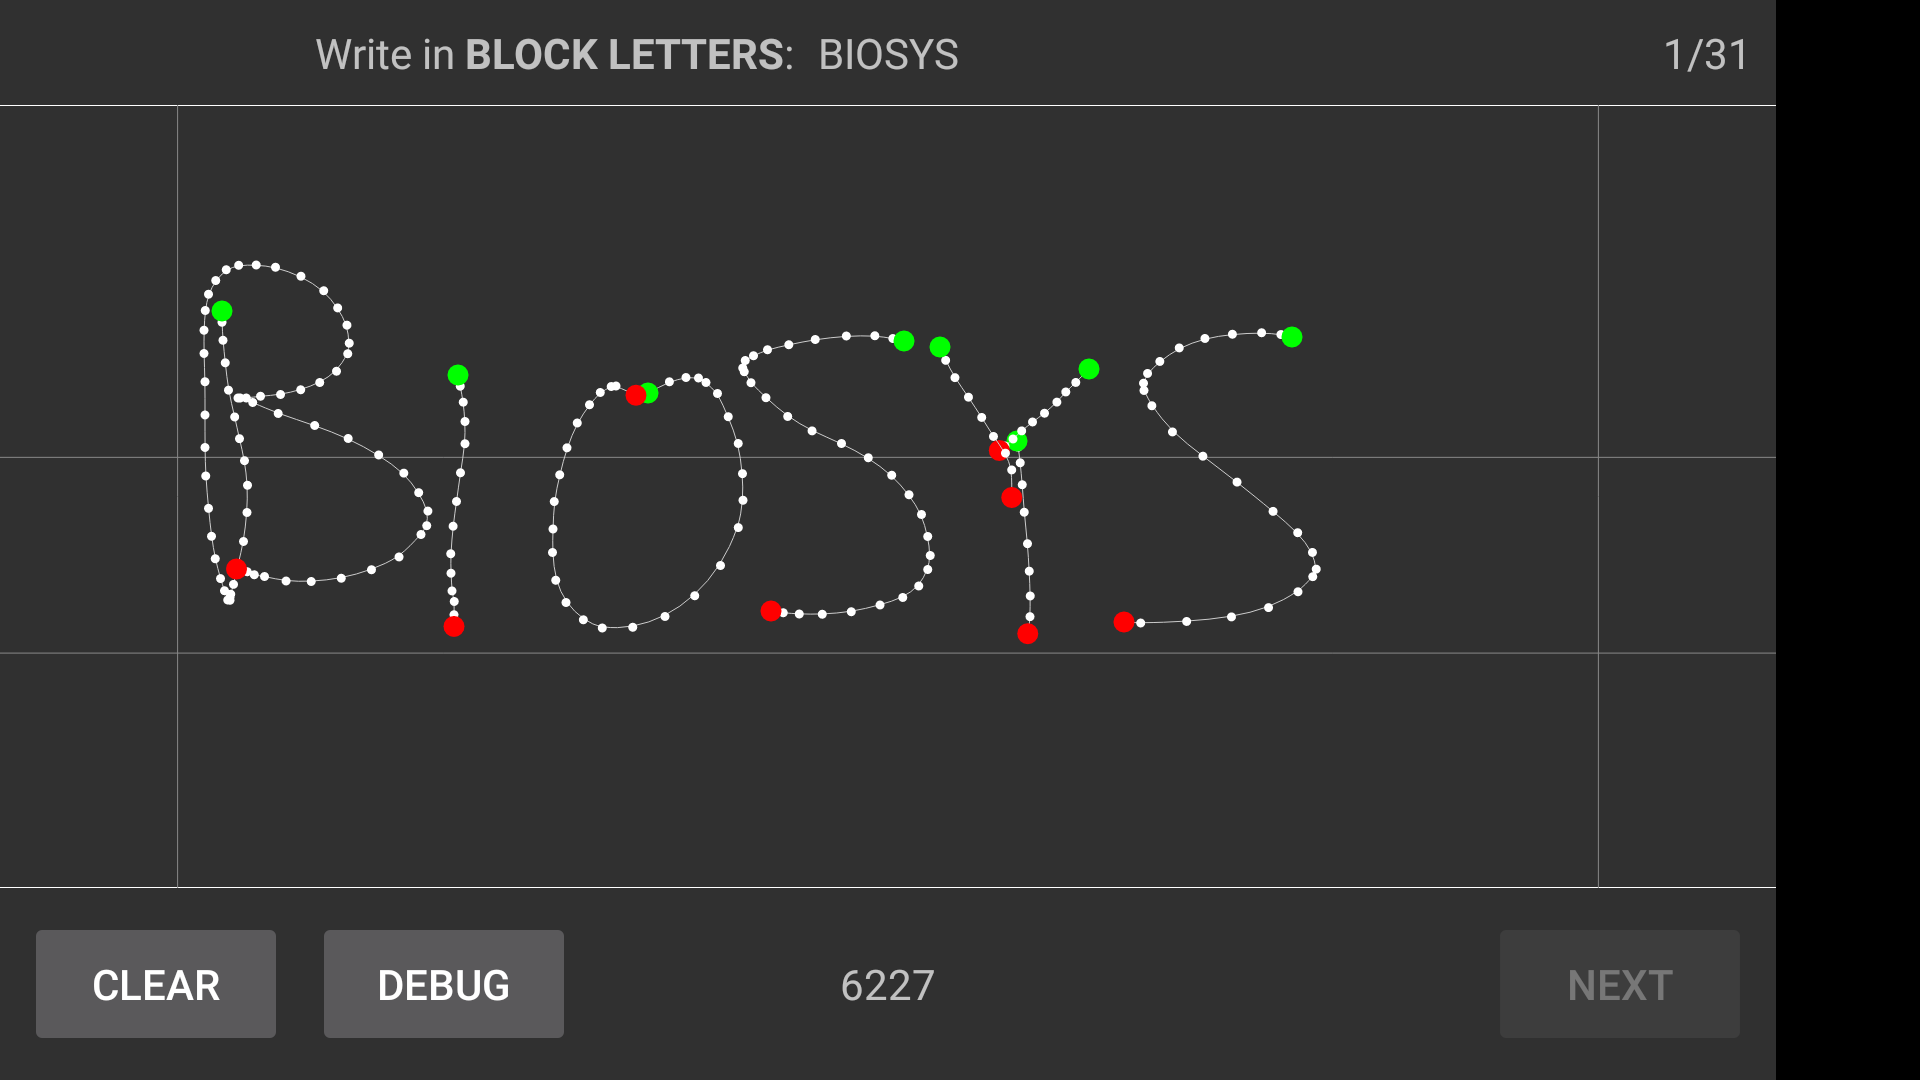 Write in BLOCK LETTERS: BIOSYS 1/31
BIOSYS
CLEAR DEBUG 6227 NEXT